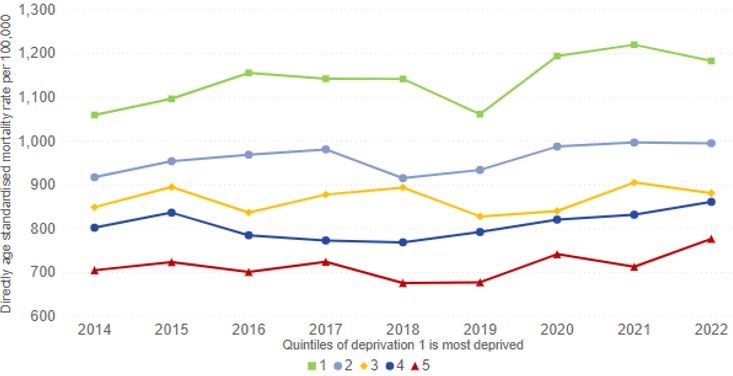 Directly age standardised mortality rate per 100,000
1,300
1,200
1,100
1,000
900
800
700
600
2014 2015 2016 2017 2018 2019 2020 2021 2022
Quintiles of deprivation 1 is most deprived
1 2 3 4 5